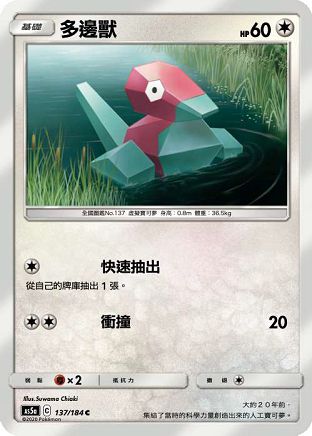 基礎 多邊獸 HP 60
全國圖鑑No.137 虛擬寶可夢 身高:0.8m 體重:36.5kg
快速抽出
從自己的牌庫抽出 1 張。
衝撞 20
弱點 ×2 抵抗力 撤退
Illus.Suwama Chiaki
AS5a C 137/184 C
©2020 Pokémon
大約20年前,
集結了當時的科學力量創造出來的人工寶可夢。